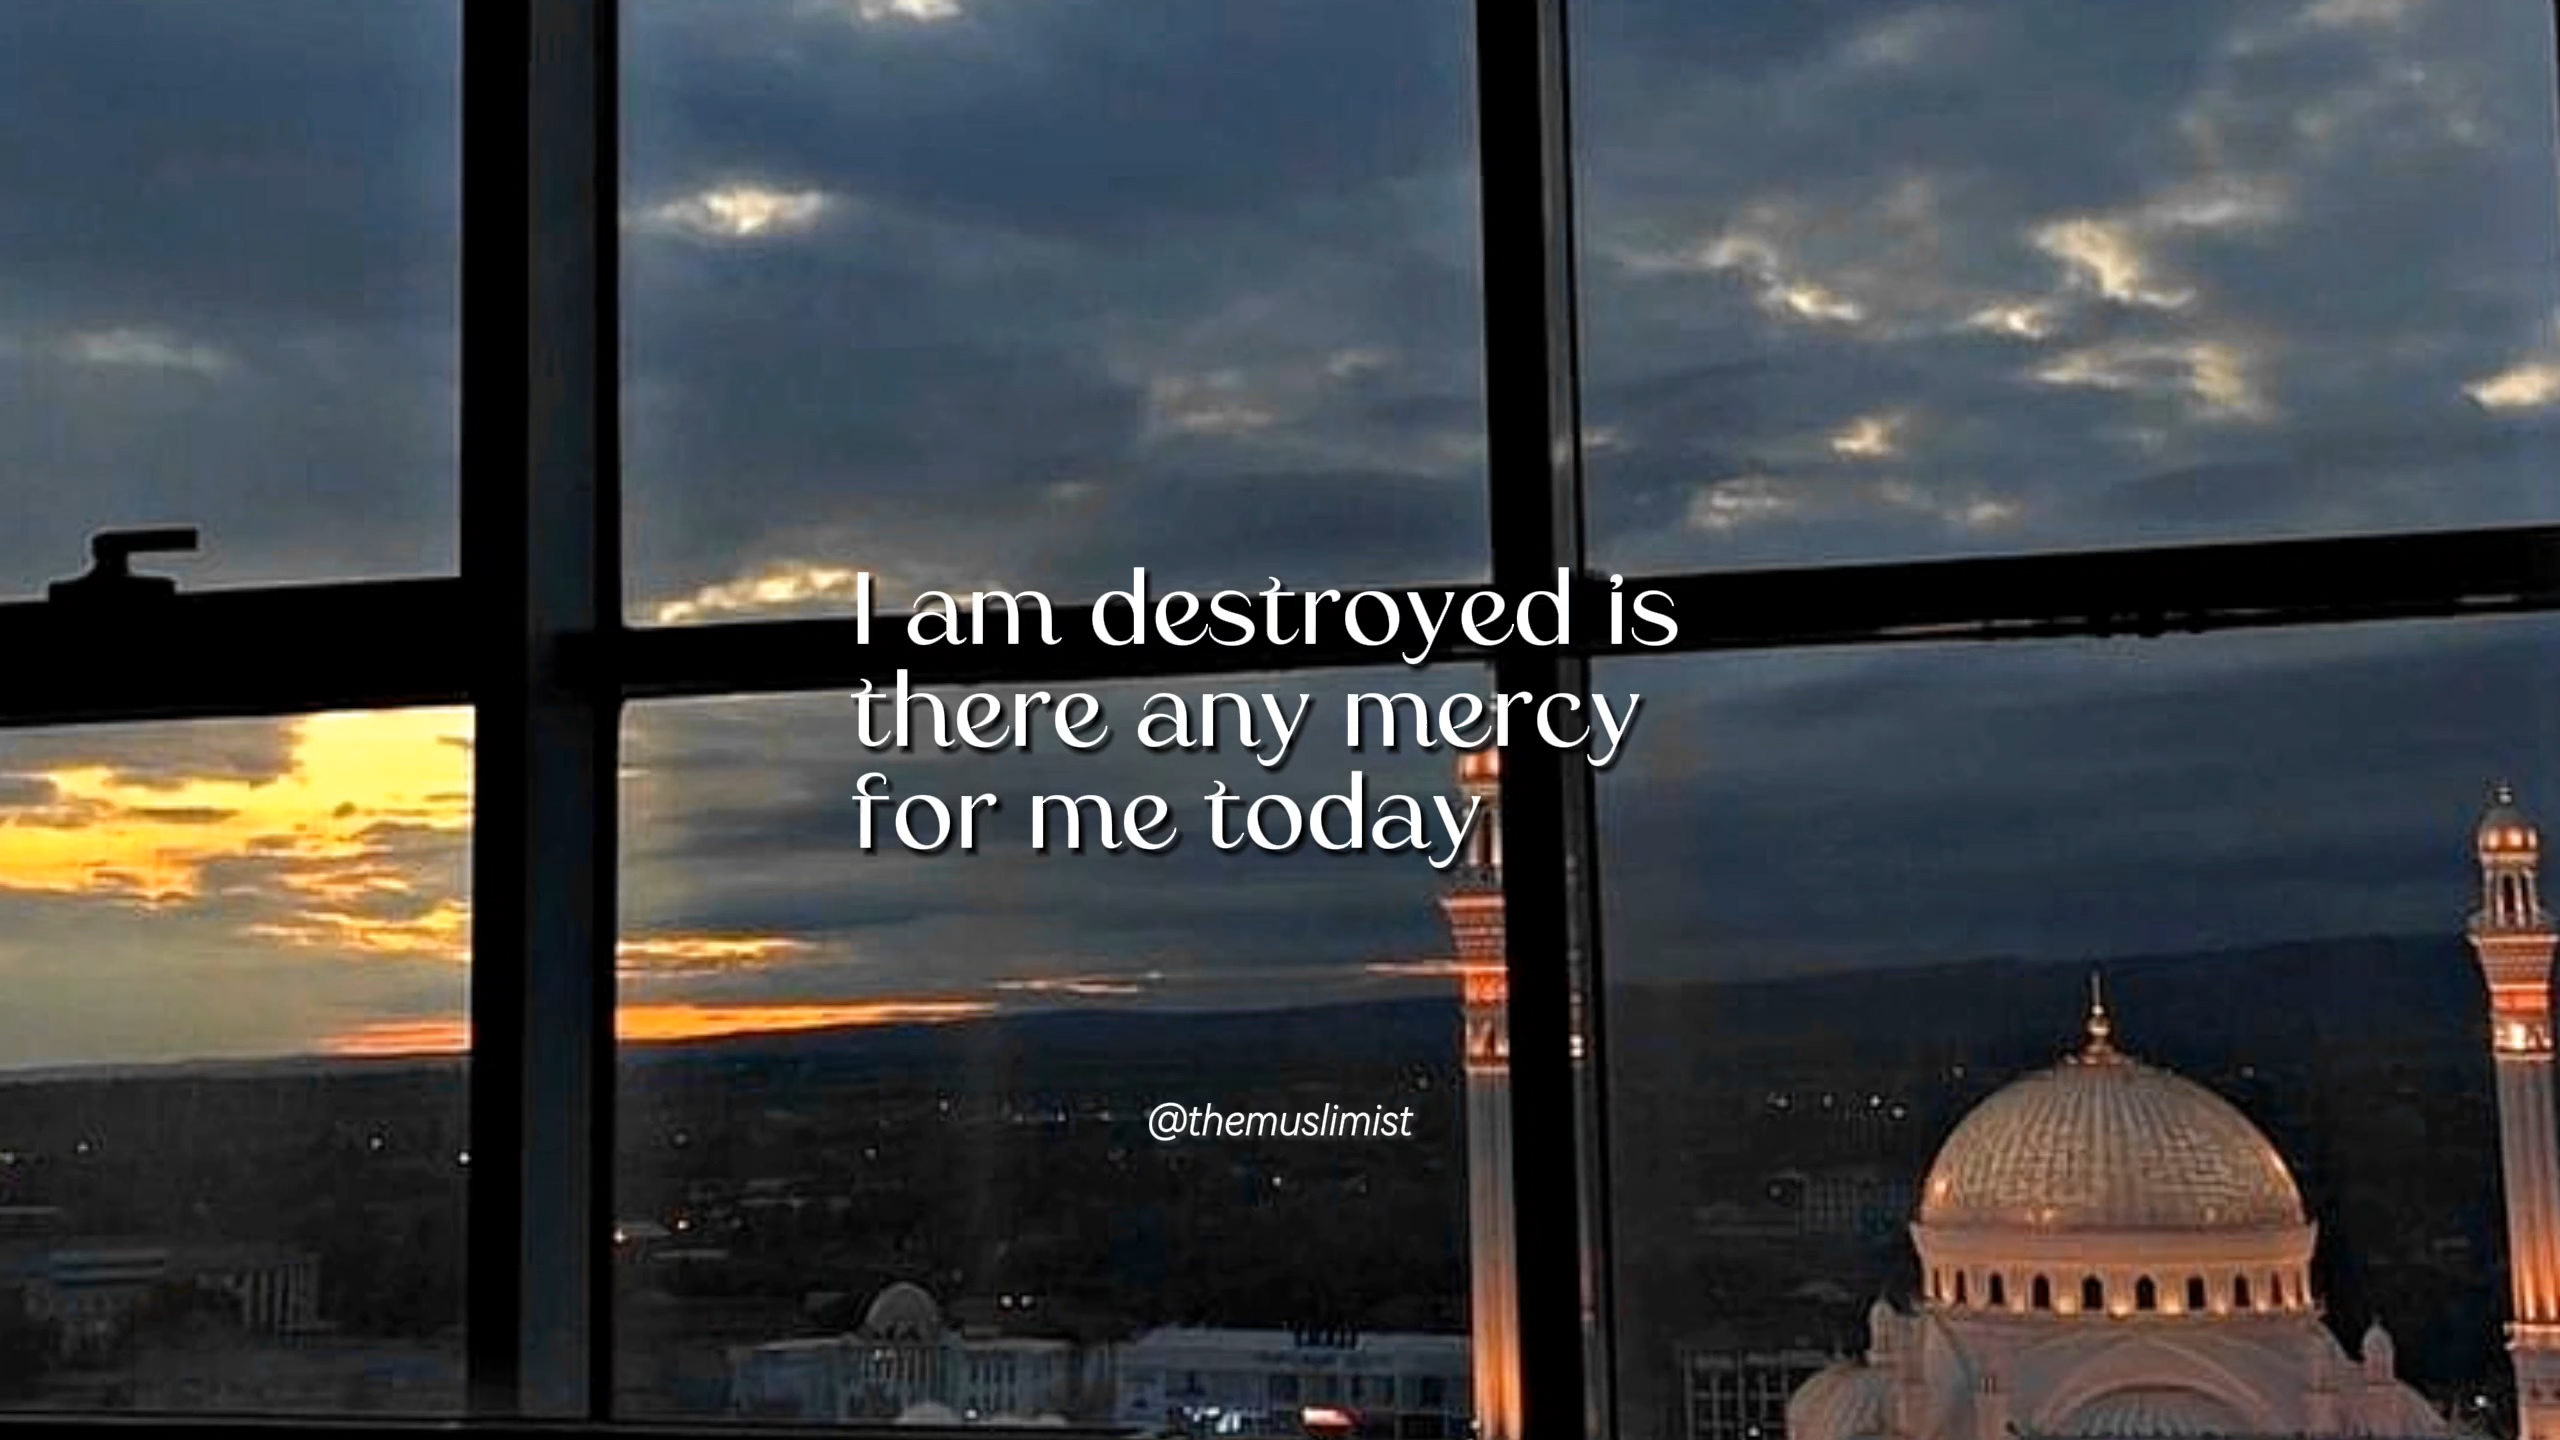 I am destroyed is
there any mercy
for me today
@themuslimist